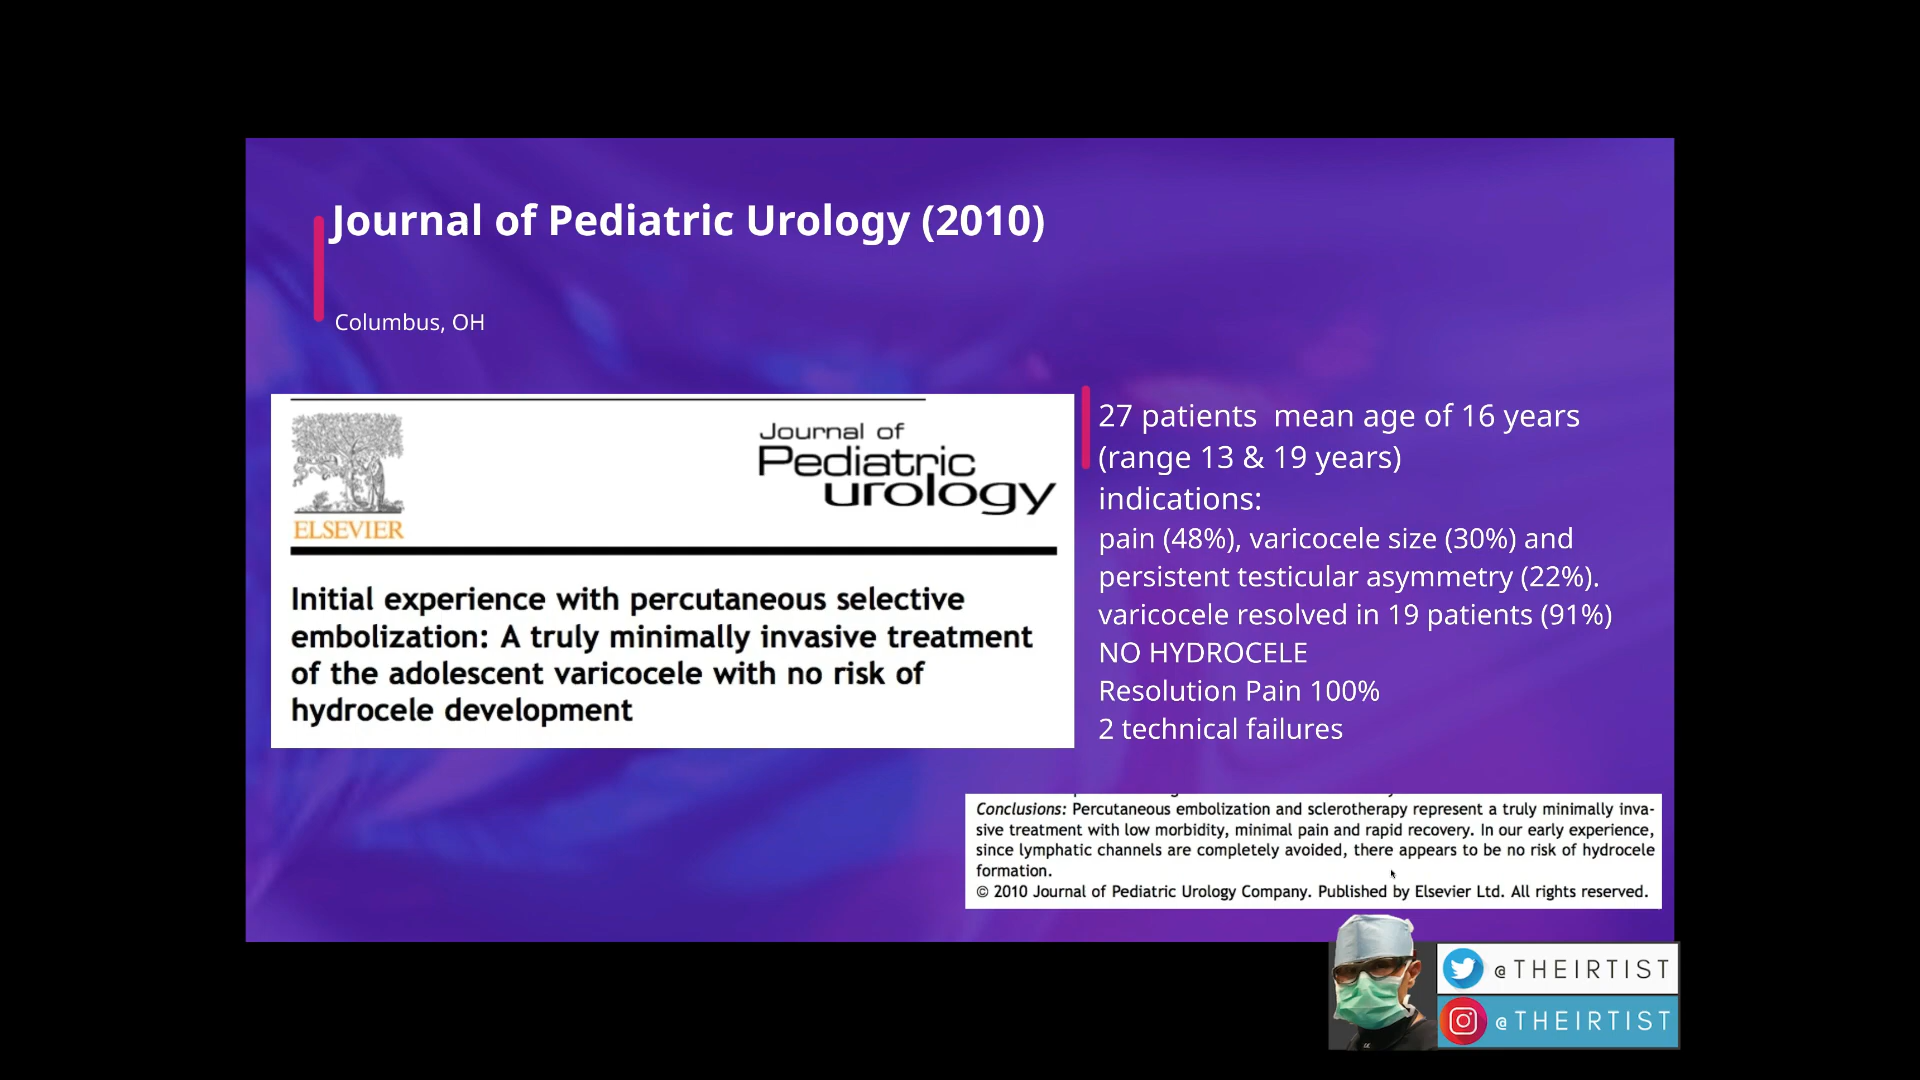 Journal of Pediatric Urology (2010)
Columbus, OH
ELSEVIER
Journal of
Pediatric
urology
Initial experience with percutaneous selective
embolization: A truly minimally invasive treatment
of the adolescent varicocele with no risk of
hydrocele development
27 patients  mean age of 16 years
(range 13 & 19 years)
indications:
pain (48%), varicocele size (30%) and
persistent testicular asymmetry (22%).
varicocele resolved in 19 patients (91%)
NO HYDROCELE
Resolution Pain 100%
2 technical failures
Conclusions: Percutaneous embolization and sclerotherapy represent a truly minimally inva-
sive treatment with low morbidity, minimal pain and rapid recovery. In our early experience,
since lymphatic channels are completely avoided, there appears to be no risk of hydrocele
formation.
© 2010 Journal of Pediatric Urology Company. Published by Elsevier Ltd. All rights reserved.
@THEIRTIST
@THEIRTIST